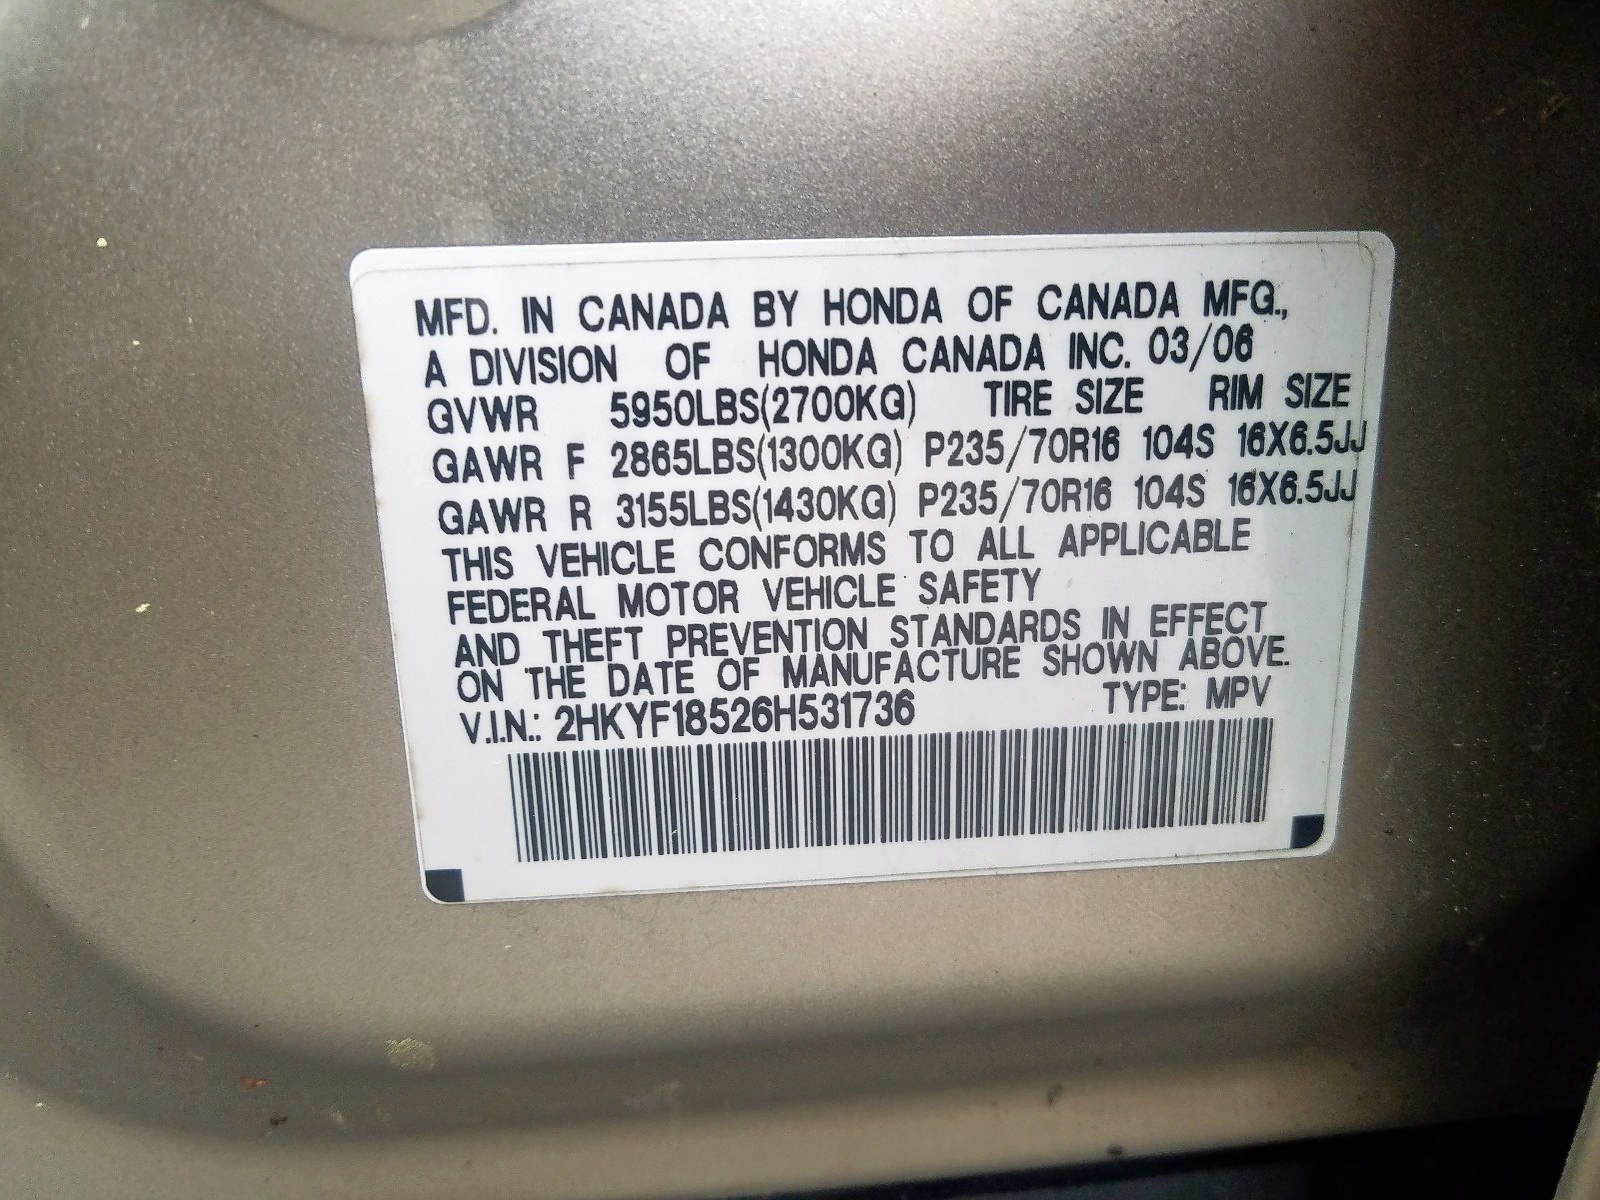 MFD. IN CANADA BY HONDA OF CANADA MFG.,
A DIVISION OF HONDA CANADA INC. 03/06
GVWR 5950LBS(2700KG) TIRE SIZE RIM SIZE
GAWR F 2865LBS(1300KG) P235/70R16 104S 16X6.5JJ
GAWR R 3155LBS(1430KG) P235/70R16 104S 16X6.5JJ
THIS VEHICLE CONFORMS TO ALL APPLICABLE
FEDERAL MOTOR VEHICLE SAFETY
AND THEFT PREVENTION STANDARDS IN EFFECT
ON THE DATE OF MANUFACTURE SHOWN ABOVE.
V.I.N.: 2HKYF18526H531736 TYPE: MPV